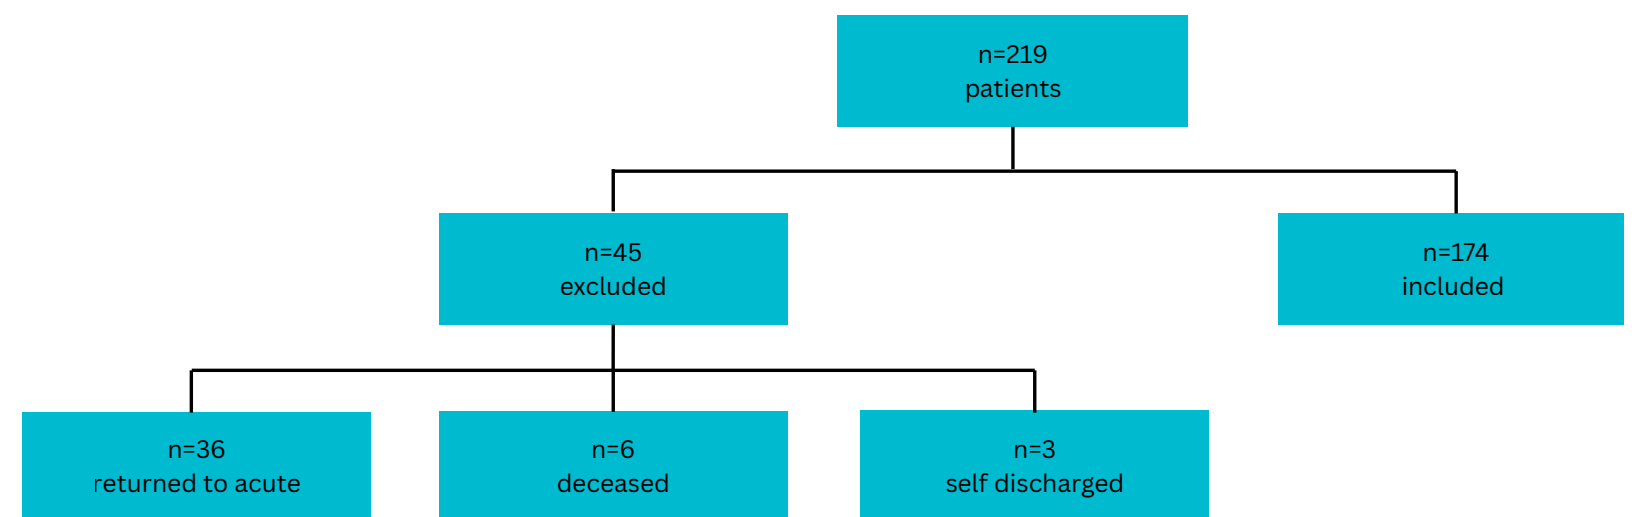 n=219
patients
n=45
excluded
n=174
included
n=36
returned to acute
n=6
deceased
n=3
self discharged